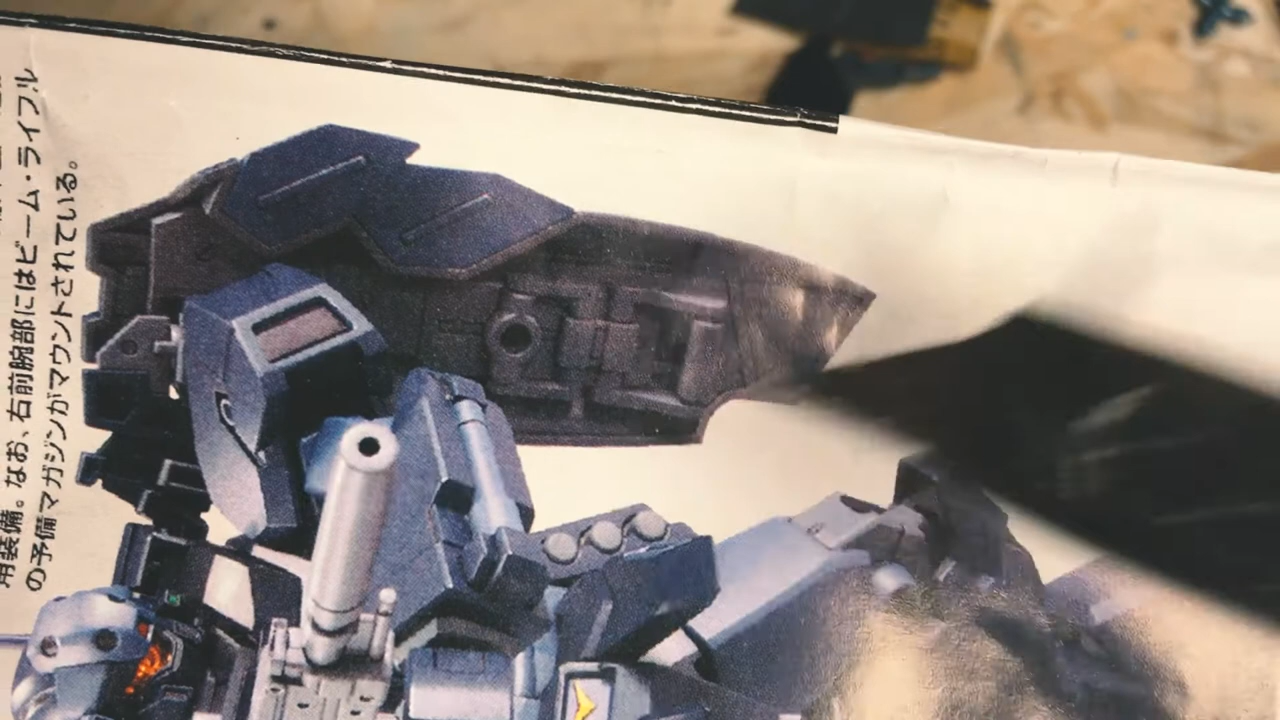 用装備。なお、右前腕部にはビーム・ライフル
の予備マガジンがマウントされている。